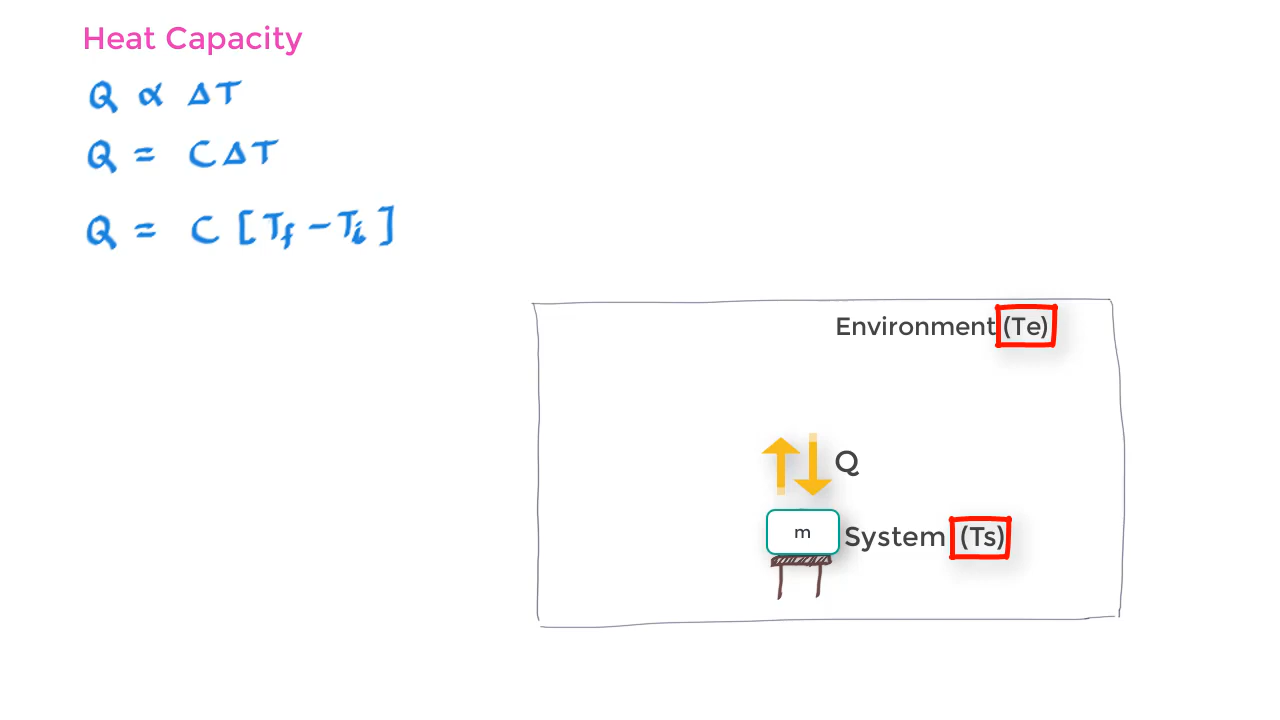 Heat Capacity
Q ∝ ΔT
Q = CΔT
Q = C [Tf - Ti]
Environment (Te)
Q
m
System (Ts)